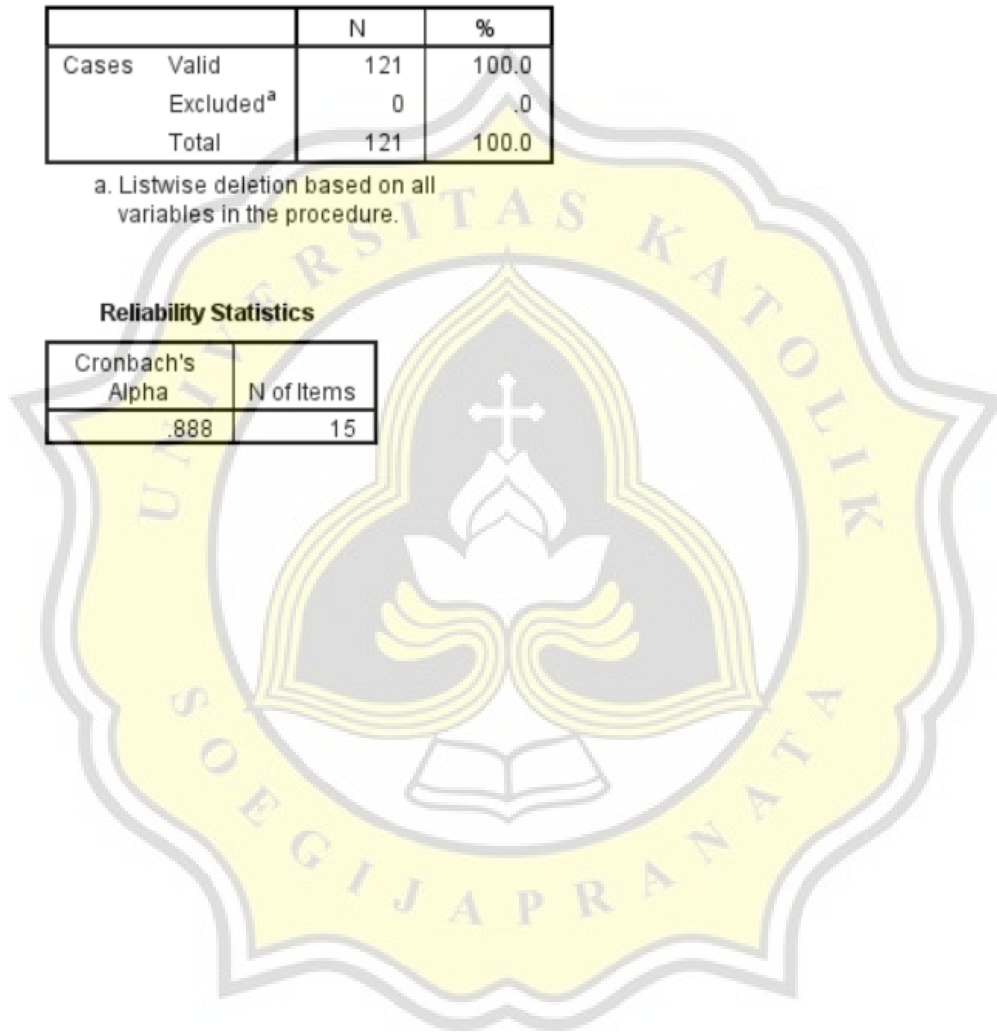 N %
Cases Valid 121 100.0
Excludedᵃ 0 .0
Total 121 100.0
a. Listwise deletion based on all
variables in the procedure.
Reliability Statistics
Cronbach's
Alpha N of Items
.888 15
UNIVERSITAS KATOLIK
SOEGIJAPRANATA